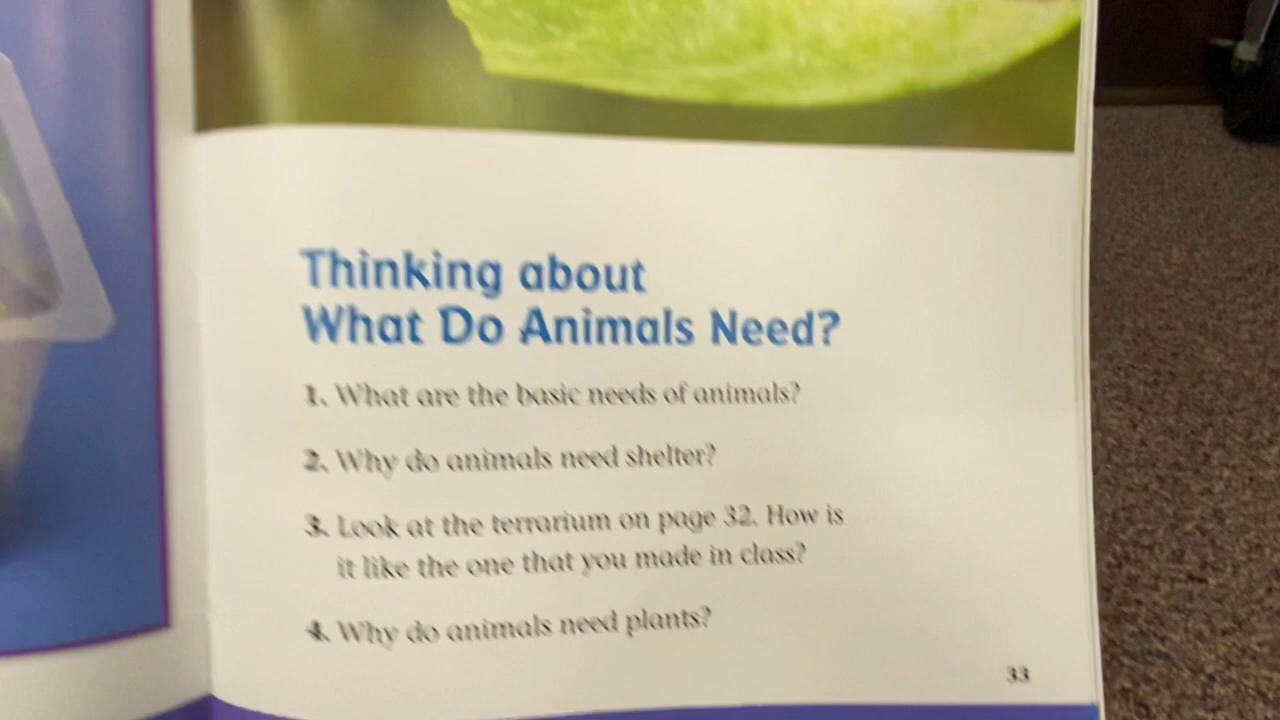 Thinking about
What Do Animals Need?
1. What are the basic needs of animals?
2. Why do animals need shelter?
3. Look at the terrarium on page 32. How is
it like the one that you made in class?
4. Why do animals need plants?
33